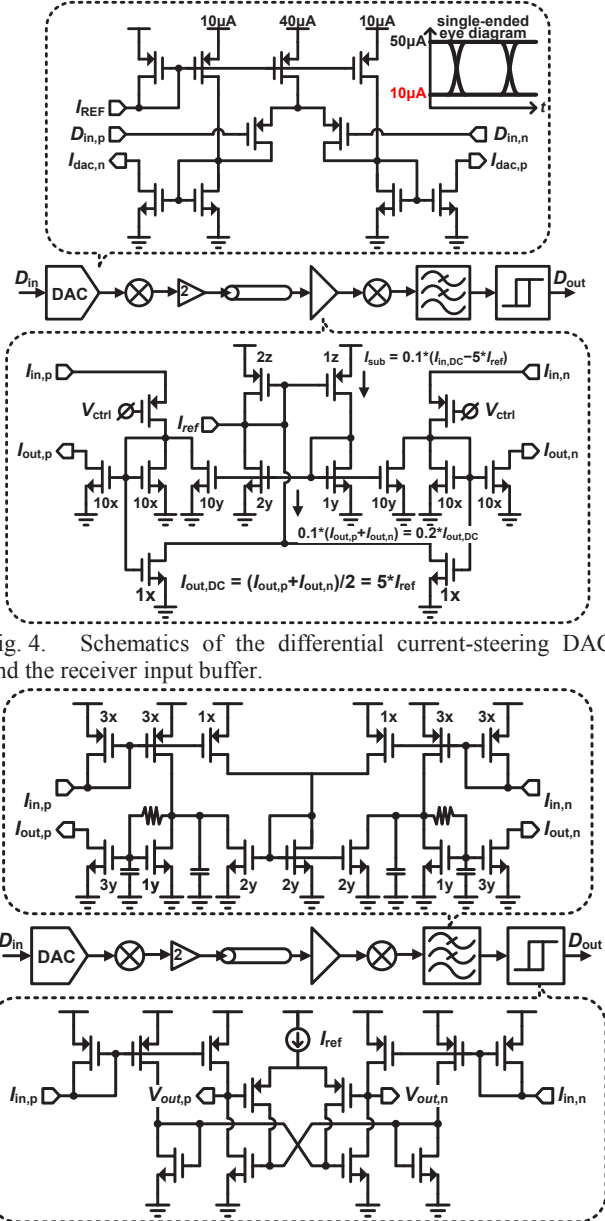 10µA 40µA 10µA
single-ended
eye diagram
50µA
10µA
t
IREF
Din,p
Din,n
Idac,n
Idac,p
Din
DAC
2
Dout
2z 1z
Isub = 0.1*(Iin,DC−5*Iref)
Iin,p
Iin,n
Vctrl
Vctrl
Iref
Iout,p
Iout,n
10x 10x 10y 2y 1y 10y 10x 10x
0.1*(Iout,p+Iout,n) = 0.2*Iout,DC
1x
Iout,DC = (Iout,p+Iout,n)/2 = 5*Iref
1x
ig. 4. Schematics of the differential current-steering DAC
nd the receiver input buffer.
3x 3x 1x 1x 3x 3x
Iin,p
Iin,n
Iout,p
Iout,n
3y 1y 2y 2y 2y 1y 3y
Din
DAC
2
Dout
Iref
Iin,p
Vout,p
Vout,n
Iin,n